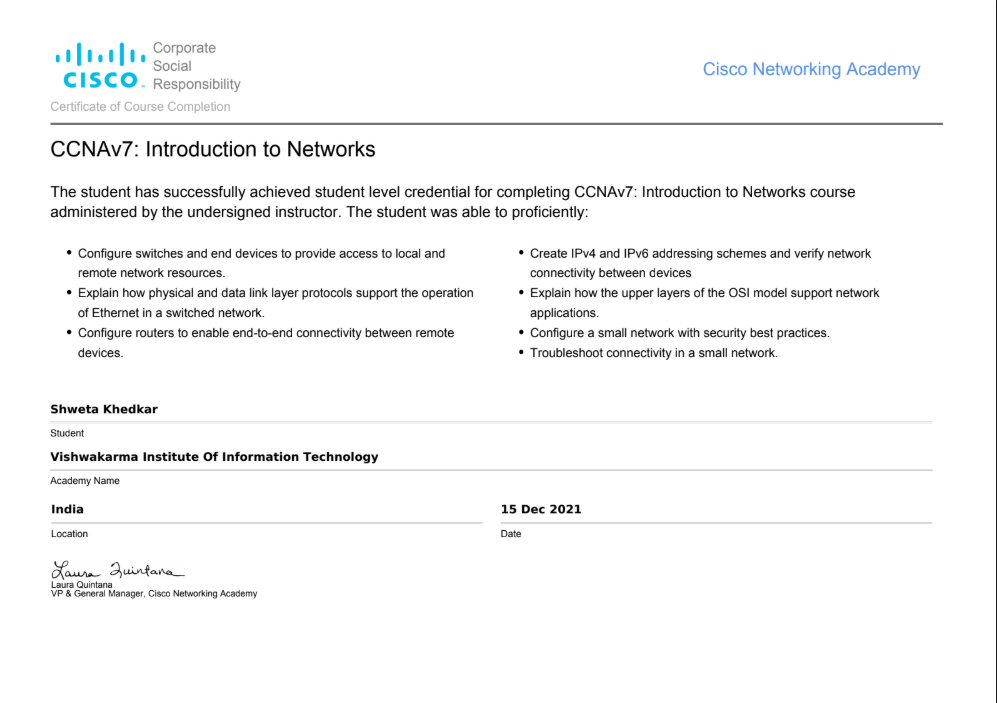 Corporate
Social
CISCO Responsibility
Cisco Networking Academy
Certificate of Course Completion
CCNAv7: Introduction to Networks
The student has successfully achieved student level credential for completing CCNAv7: Introduction to Networks course
administered by the undersigned instructor. The student was able to proficiently:
• Configure switches and end devices to provide access to local and
remote network resources.
• Explain how physical and data link layer protocols support the operation
of Ethernet in a switched network.
• Configure routers to enable end-to-end connectivity between remote
devices.
• Create IPv4 and IPv6 addressing schemes and verify network
connectivity between devices
• Explain how the upper layers of the OSI model support network
applications.
• Configure a small network with security best practices.
• Troubleshoot connectivity in a small network.
Shweta Khedkar
Student
Vishwakarma Institute Of Information Technology
Academy Name
India
Location
15 Dec 2021
Date
Laura Quintana
Laura Quintana
VP & General Manager, Cisco Networking Academy